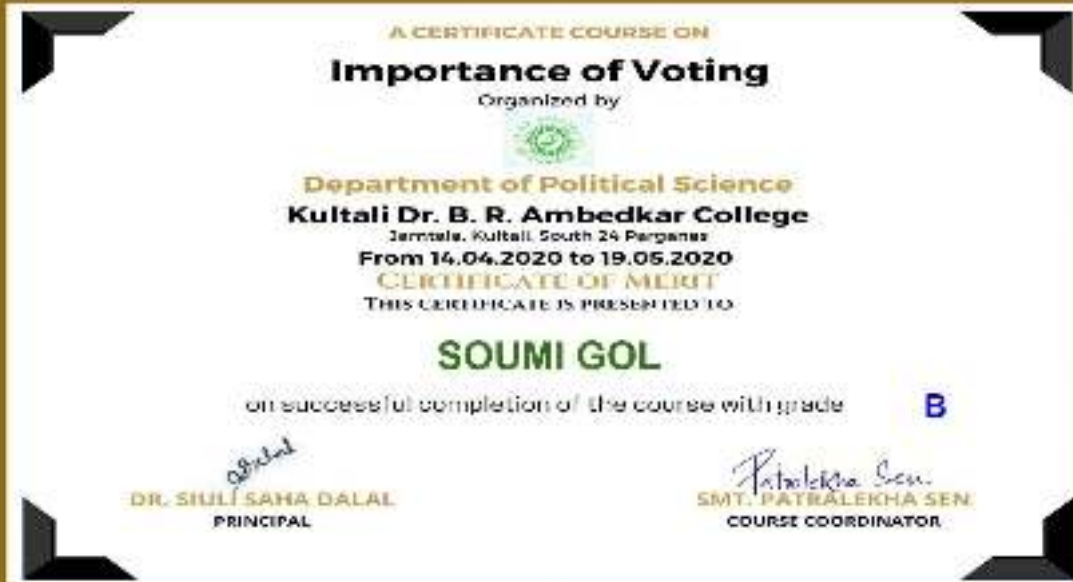 A CERTIFICATE COURSE ON
Importance of Voting
Organized by
Department of Political Science
Kultali Dr. B. R. Ambedkar College
Jamtala, Kultali, South 24 Parganas
From 14.04.2020 to 19.05.2020
CERTIFICATE OF MERIT
THIS CERTIFICATE IS PRESENTED TO
SOUMI GOL
on successful completion of the course with grade B
Patralekha Sen.
DR. SIULI SAHA DALAL SMT. PATRALEKHA SEN
PRINCIPAL COURSE COORDINATOR